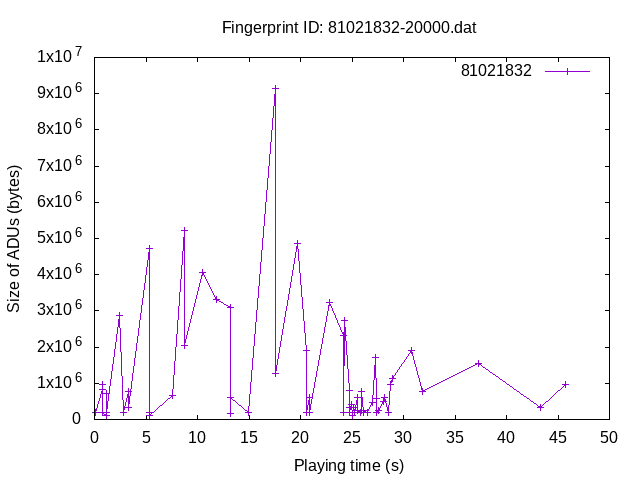 Fingerprint ID: 81021832-20000.dat
1x10^7
9x10^6
8x10^6
7x10^6
6x10^6
5x10^6
4x10^6
3x10^6
2x10^6
1x10^6
0
81021832
Size of ADUs (bytes)
0 5 10 15 20 25 30 35 40 45 50
Playing time (s)